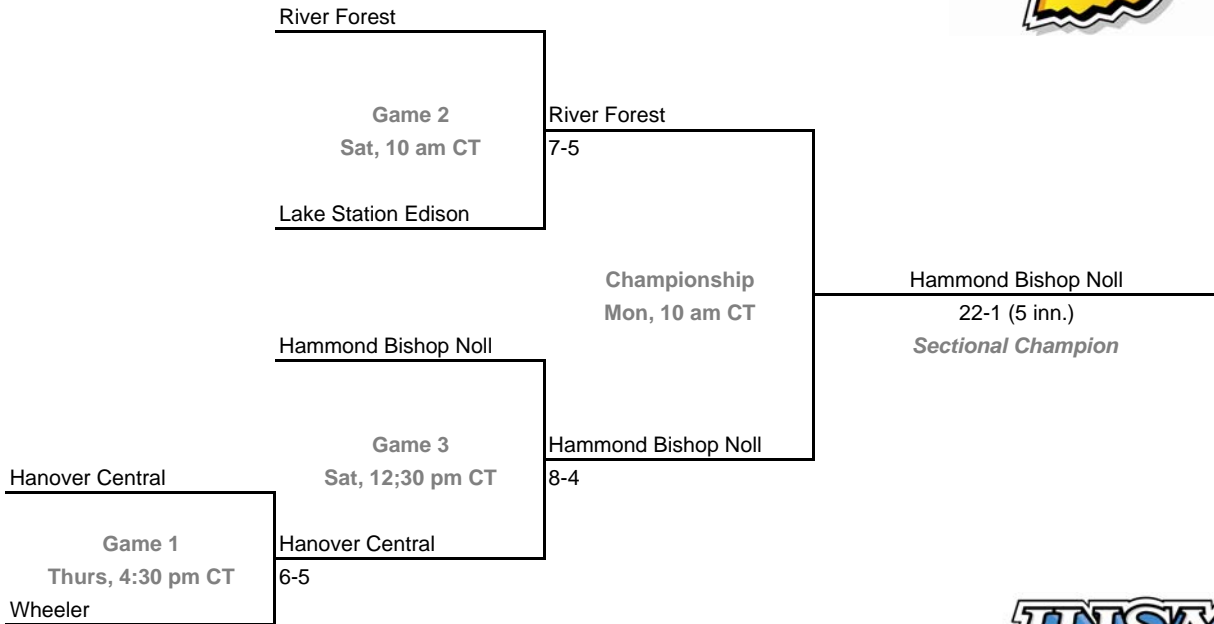 River Forest
Game 2
River Forest
Sat, 10 am CT
7-5
Lake Station Edison
Championship
Hammond Bishop Noll
Mon, 10 am CT
22-1 (5 inn.)
Hammond Bishop Noll
Sectional Champion
Game 3
Hammond Bishop Noll
Hanover Central
Sat, 12;30 pm CT
8-4
Game 1
Hanover Central
Thurs, 4:30 pm CT
6-5
Wheeler